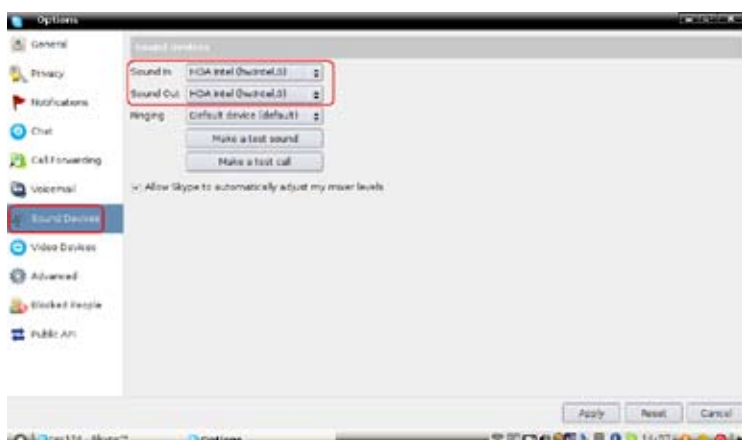 Options
General
Privacy
Notifications
Chat
Call Forwarding
Voicemail
Sound Devices
Video Devices
Advanced
Blocked People
Public API
Sound Devices
Sound In HDA Intel (hw:Intel,0)
Sound Out HDA Intel (hw:Intel,0)
Ringing Default device (default)
Make a test sound
Make a test call
Allow Skype to automatically adjust my mixer levels
Apply Reset Cancel
Options